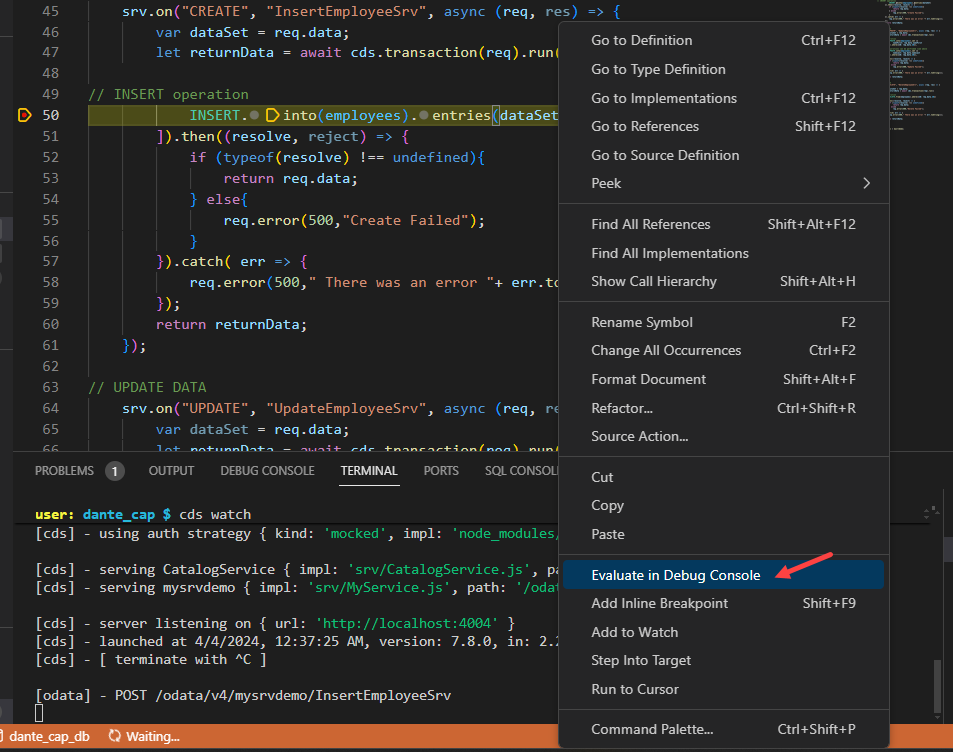 45 srv.on("CREATE", "InsertEmployeeSrv", async (req, res) => {
46 var dataSet = req.data;
47 let returnData = await cds.transaction(req).run(
48
49 // INSERT operation
50 INSERT.into(employees).entries(dataSet
51 ]).then((resolve, reject) => {
52 if (typeof(resolve) !== undefined){
53 return req.data;
54 } else{
55 req.error(500,"Create Failed");
56 }
57 }).catch( err => {
58 req.error(500," There was an error "+ err.to
59 });
60 return returnData;
61 });
62
63 // UPDATE DATA
64 srv.on("UPDATE", "UpdateEmployeeSrv", async (req, re
65 var dataSet = req.data;
66 let returnData = await cds.transaction(req).run(
Go to Definition Ctrl+F12
Go to Type Definition
Go to Implementations Ctrl+F12
Go to References Shift+F12
Go to Source Definition
Peek
Find All References Shift+Alt+F12
Find All Implementations
Show Call Hierarchy Shift+Alt+H
Rename Symbol F2
Change All Occurrences Ctrl+F2
Format Document Shift+Alt+F
Refactor... Ctrl+Shift+R
Source Action...
Cut
Copy
Paste
Evaluate in Debug Console
Add Inline Breakpoint Shift+F9
Add to Watch
Step Into Target
Run to Cursor
Command Palette... Ctrl+Shift+P
PROBLEMS 1 OUTPUT DEBUG CONSOLE TERMINAL PORTS SQL CONSOL
user: dante_cap $ cds watch
[cds] - using auth strategy { kind: 'mocked', impl: 'node_modules/
[cds] - serving CatalogService { impl: 'srv/CatalogService.js', pa
[cds] - serving mysrvdemo { impl: 'srv/MyService.js', path: '/odat
[cds] - server listening on { url: 'http://localhost:4004' }
[cds] - launched at 4/4/2024, 12:37:25 AM, version: 7.8.0, in: 2.2
[cds] - [ terminate with ^C ]
[odata] - POST /odata/v4/mysrvdemo/InsertEmployeeSrv
dante_cap_db Waiting...